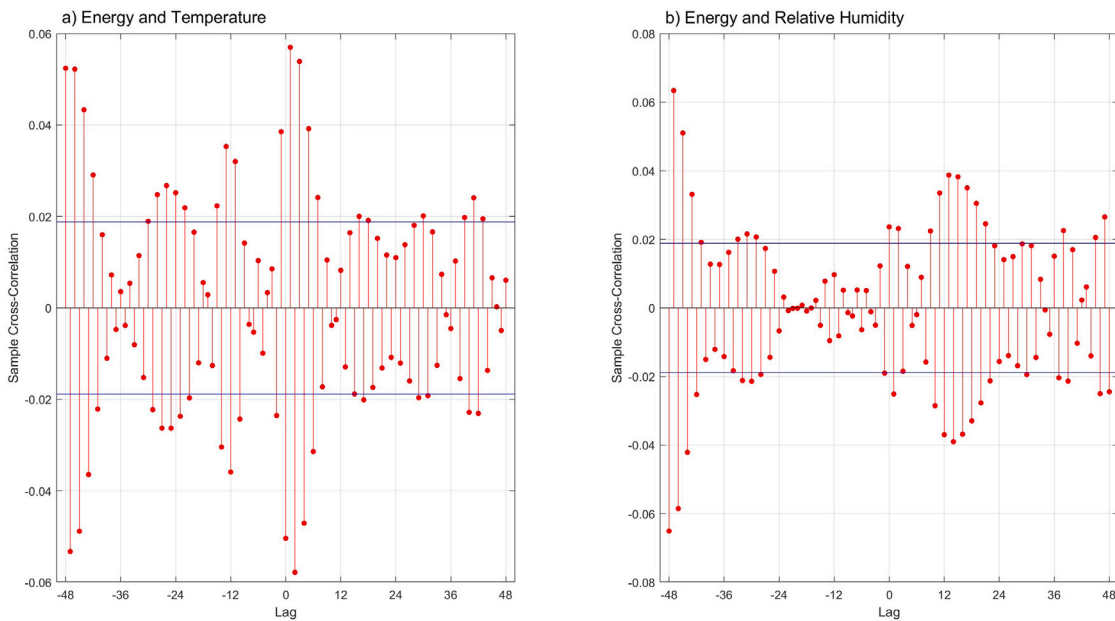 a) Energy and Temperature
Sample Cross-Correlation
0.06
0.04
0.02
0
-0.02
-0.04
-0.06
-48 -36 -24 -12 0 12 24 36 48
Lag
b) Energy and Relative Humidity
Sample Cross-Correlation
0.08
0.06
0.04
0.02
0
-0.02
-0.04
-0.06
-0.08
-48 -36 -24 -12 0 12 24 36 48
Lag